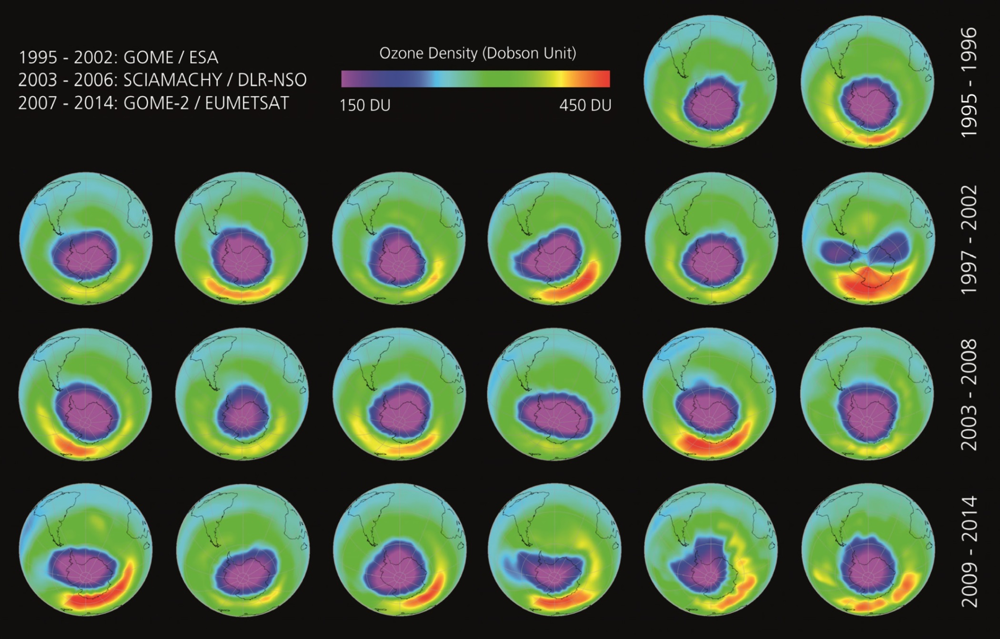 1995 - 2002: GOME / ESA
2003 - 2006: SCIAMACHY / DLR-NSO
2007 - 2014: GOME-2 / EUMETSAT
Ozone Density (Dobson Unit)
150 DU
450 DU
1995 - 1996
1997 - 2002
2003 - 2008
2009 - 2014